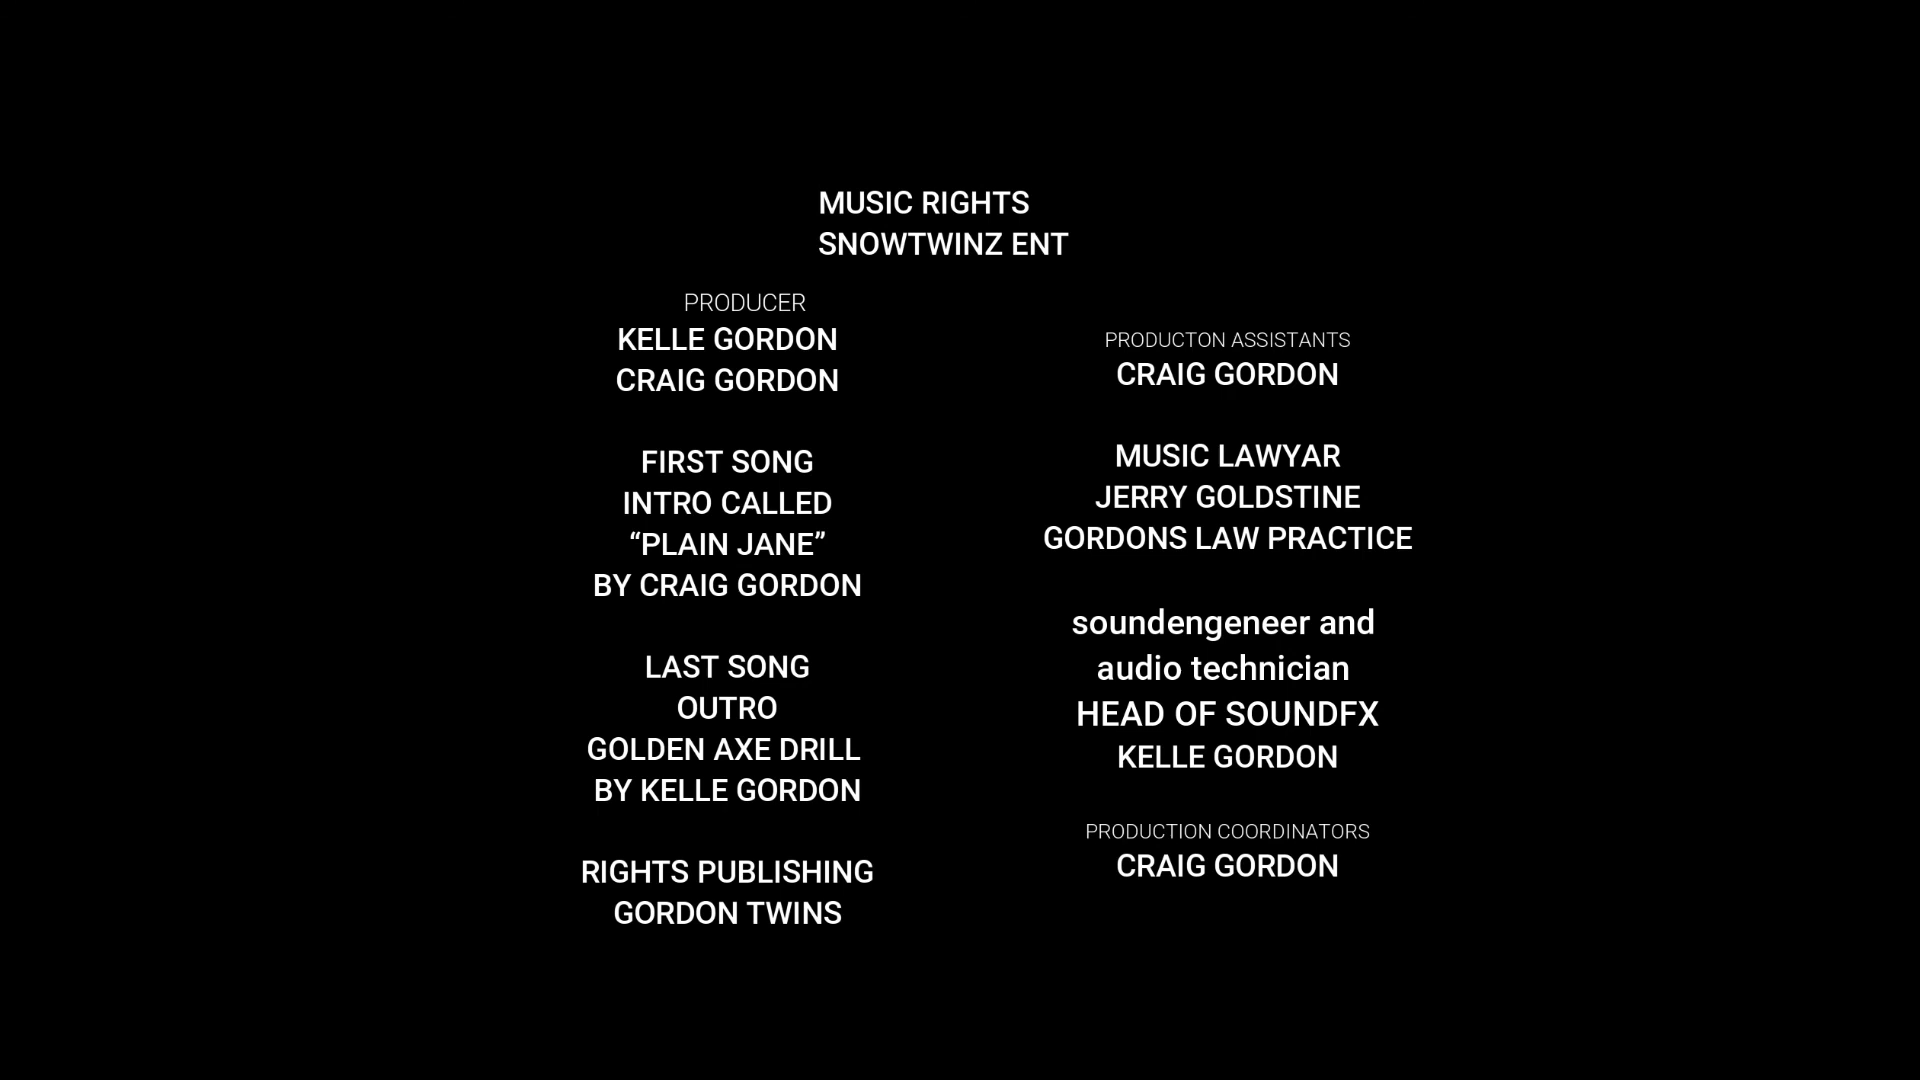 MUSIC RIGHTS
SNOWTWINZ ENT
PRODUCER
KELLE GORDON
CRAIG GORDON
FIRST SONG
INTRO CALLED
“PLAIN JANE”
BY CRAIG GORDON
LAST SONG
OUTRO
GOLDEN AXE DRILL
BY KELLE GORDON
RIGHTS PUBLISHING
GORDON TWINS
PRODUCTON ASSISTANTS
CRAIG GORDON
MUSIC LAWYAR
JERRY GOLDSTINE
GORDONS LAW PRACTICE
soundengeneer and
audio technician
HEAD OF SOUNDFX
KELLE GORDON
PRODUCTION COORDINATORS
CRAIG GORDON